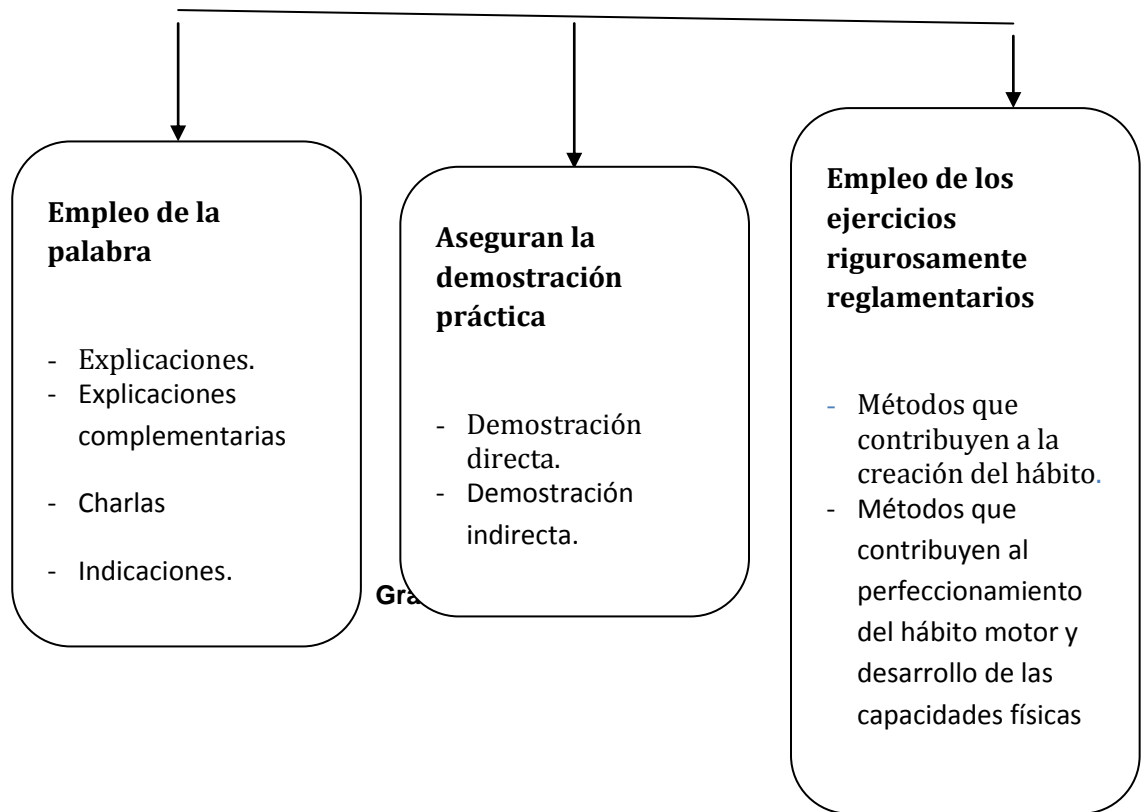 Empleo de la
palabra
- Explicaciones.
- Explicaciones
complementarias
- Charlas
- Indicaciones.
Aseguran la
demostración
práctica
- Demostración
directa.
- Demostración
indirecta.
Empleo de los
ejercicios
rigurosamente
reglamentarios
- Métodos que
contribuyen a la
creación del hábito.
- Métodos que
contribuyen al
perfeccionamiento
del hábito motor y
desarrollo de las
capacidades físicas